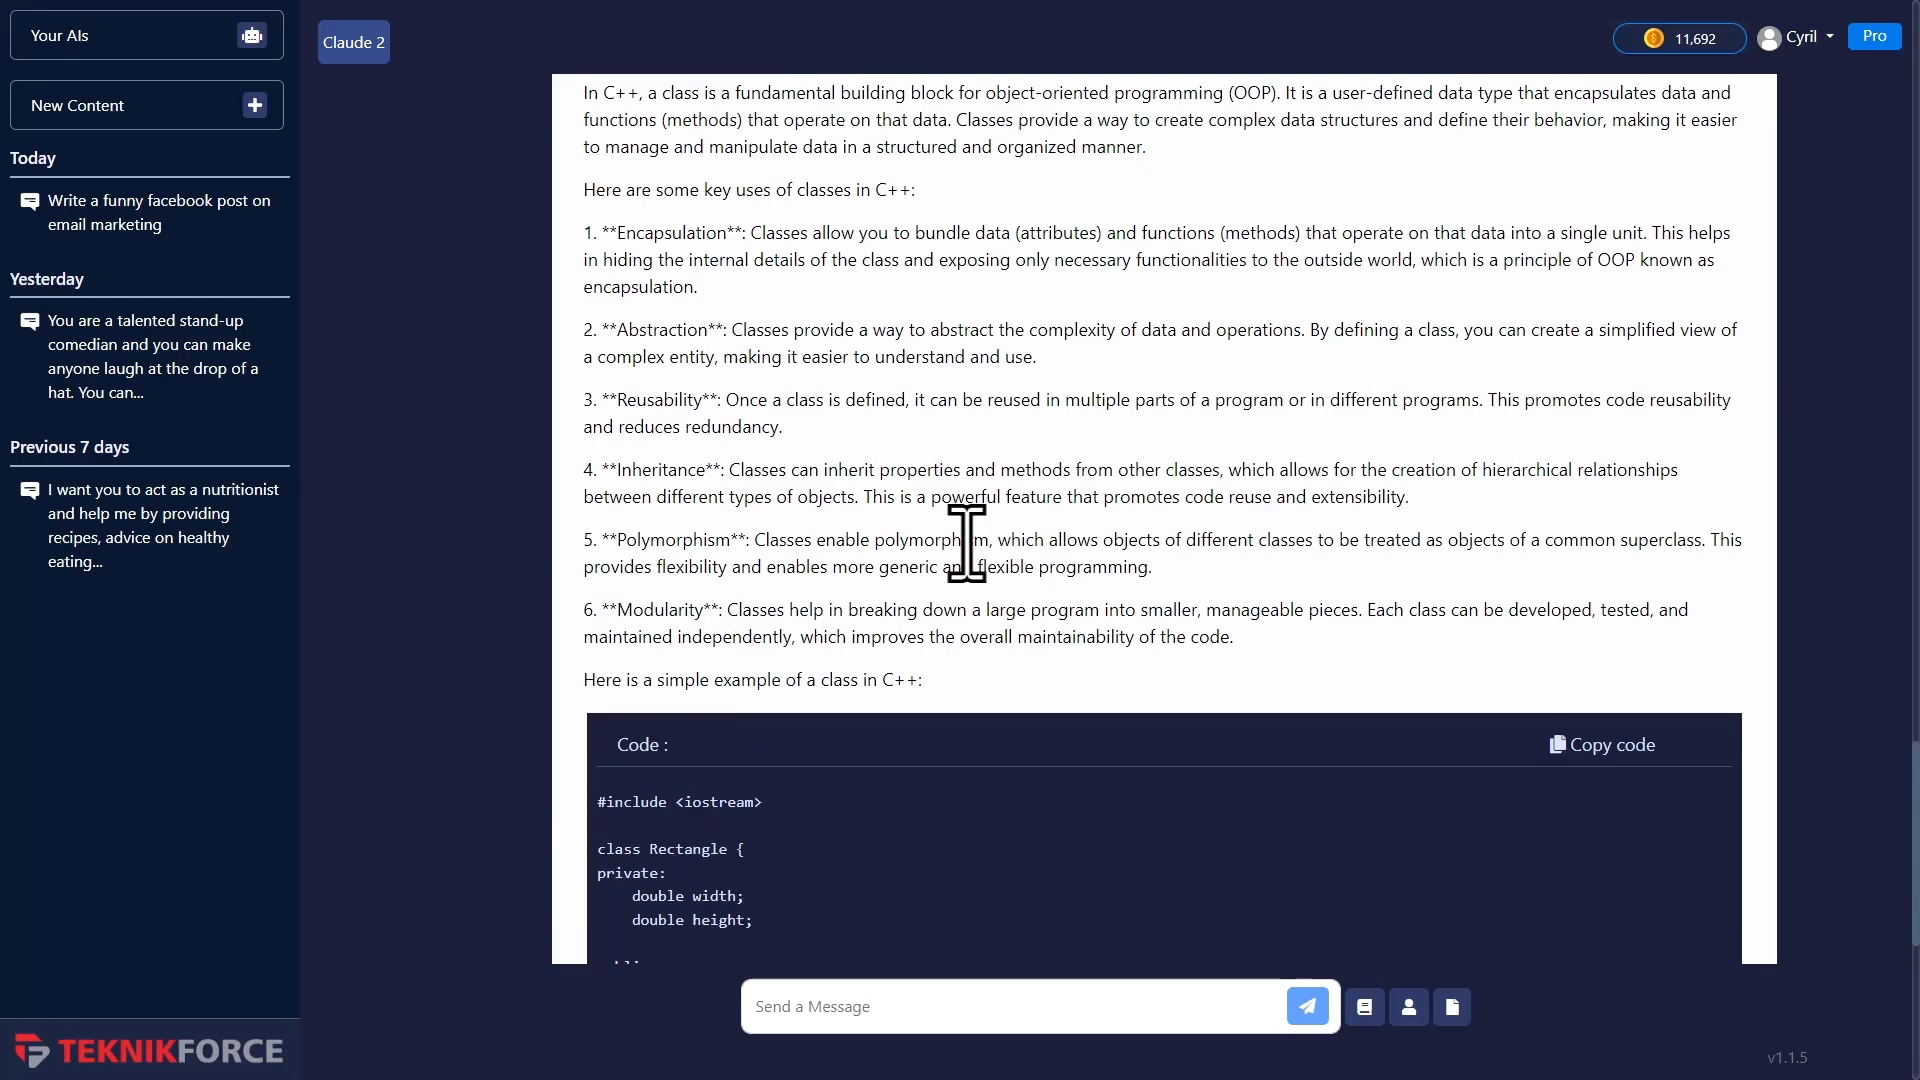 Your AIs
New Content
Today
Write a funny facebook post on
email marketing
Yesterday
You are a talented stand-up
comedian and you can make
anyone laugh at the drop of a
hat. You can...
Previous 7 days
I want you to act as a nutritionist
and help me by providing
recipes, advice on healthy
eating...
TEKNIKFORCE
Claude 2
11,692
Cyril
Pro
In C++, a class is a fundamental building block for object-oriented programming (OOP). It is a user-defined data type that encapsulates data and
functions (methods) that operate on that data. Classes provide a way to create complex data structures and define their behavior, making it easier
to manage and manipulate data in a structured and organized manner.
Here are some key uses of classes in C++:
1. **Encapsulation**: Classes allow you to bundle data (attributes) and functions (methods) that operate on that data into a single unit. This helps
in hiding the internal details of the class and exposing only necessary functionalities to the outside world, which is a principle of OOP known as
encapsulation.
2. **Abstraction**: Classes provide a way to abstract the complexity of data and operations. By defining a class, you can create a simplified view of
a complex entity, making it easier to understand and use.
3. **Reusability**: Once a class is defined, it can be reused in multiple parts of a program or in different programs. This promotes code reusability
and reduces redundancy.
4. **Inheritance**: Classes can inherit properties and methods from other classes, which allows for the creation of hierarchical relationships
between different types of objects. This is a powerful feature that promotes code reuse and extensibility.
5. **Polymorphism**: Classes enable polymorphism, which allows objects of different classes to be treated as objects of a common superclass. This
provides flexibility and enables more generic and flexible programming.
6. **Modularity**: Classes help in breaking down a large program into smaller, manageable pieces. Each class can be developed, tested, and
maintained independently, which improves the overall maintainability of the code.
Here is a simple example of a class in C++:
Code :
Copy code
#include <iostream>
class Rectangle {
private:
double width;
double height;
Send a Message
v1.1.5